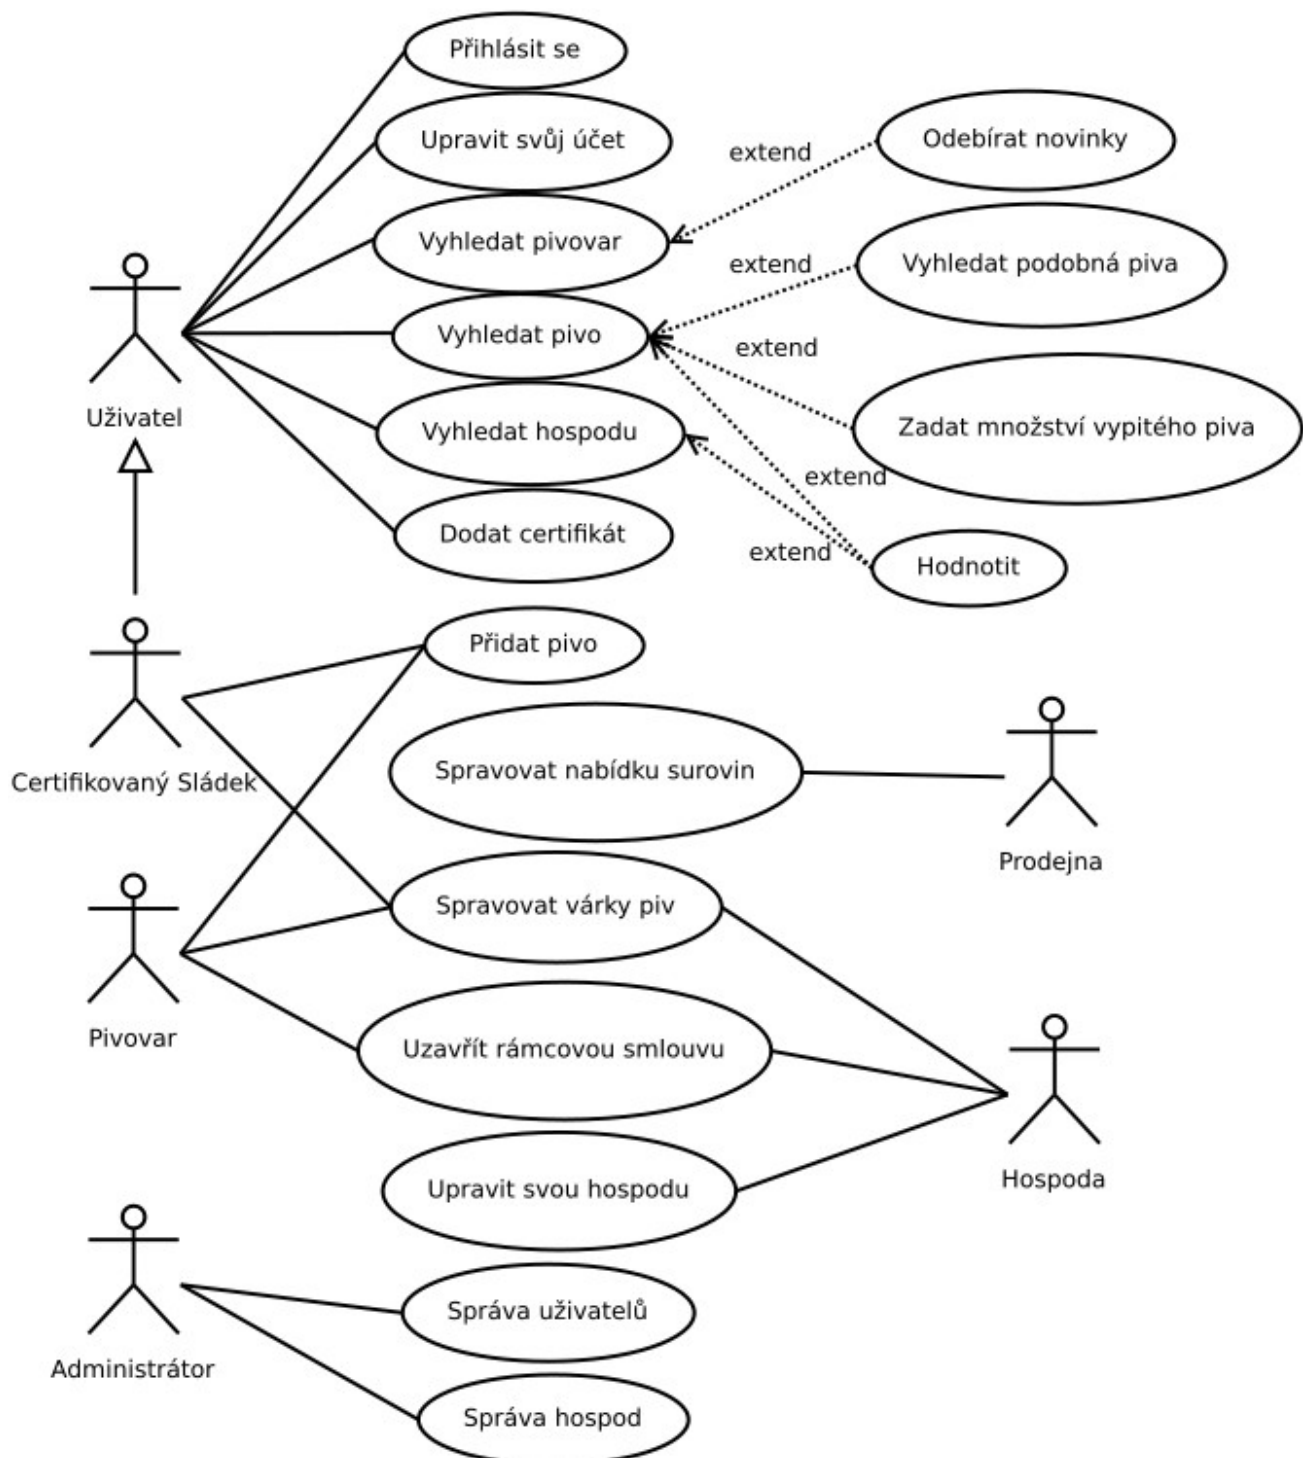 Přihlásit se
Upravit svůj účet
extend
Odebírat novinky
Vyhledat pivovar
extend
Vyhledat podobná piva
Vyhledat pivo
extend
Uživatel
Vyhledat hospodu
Zadat množství vypitého piva
extend
Dodat certifikát
extend
Hodnotit
Přidat pivo
Certifikovaný Sládek
Spravovat nabídku surovin
Prodejna
Spravovat várky piv
Pivovar
Uzavřít rámcovou smlouvu
Upravit svou hospodu
Hospoda
Správa uživatelů
Administrátor
Správa hospod